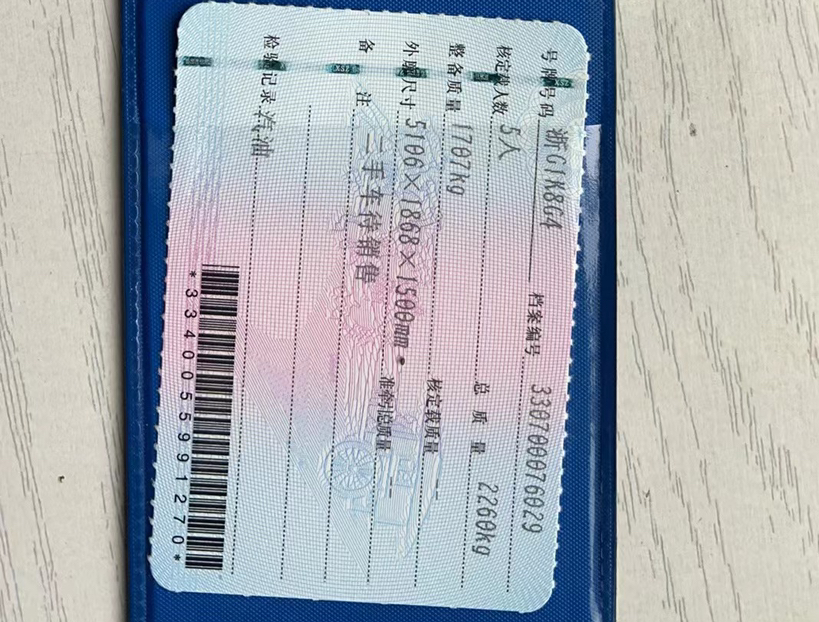 号牌号码 浙G1K8G4 档案编号 330700076029
核定载人数 5人 总质量 2260kg
整备质量 1707kg 核定载质量 --
外廓尺寸 5106×1868×1500mm 准牵引总质量 --
备注 二手车待销售
检验记录 汽油
*3340055991270*